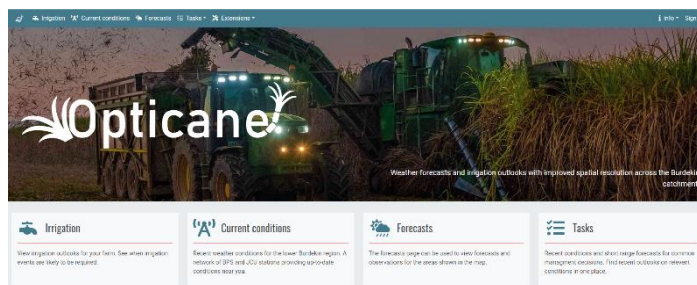 Irrigation Current conditions Forecasts Tasks Extensions Info Sign
Opticane
Weather forecasts and irrigation outlooks with improved spatial resolution across the Burdekin
catchment
Irrigation
View irrigation outlooks for your farm. See when irrigation
events are likely to be required.
Current conditions
Recent weather conditions for the lower Burdekin region. A
network of BPS and JCU stations providing up-to-date
conditions near you.
Forecasts
The forecasts page can be used to view forecasts and
observations for the areas shown in the map.
Tasks
Recent conditions and short range forecasts for common
managment decisions. Find recent outlooks on relevant
conditions in one place.